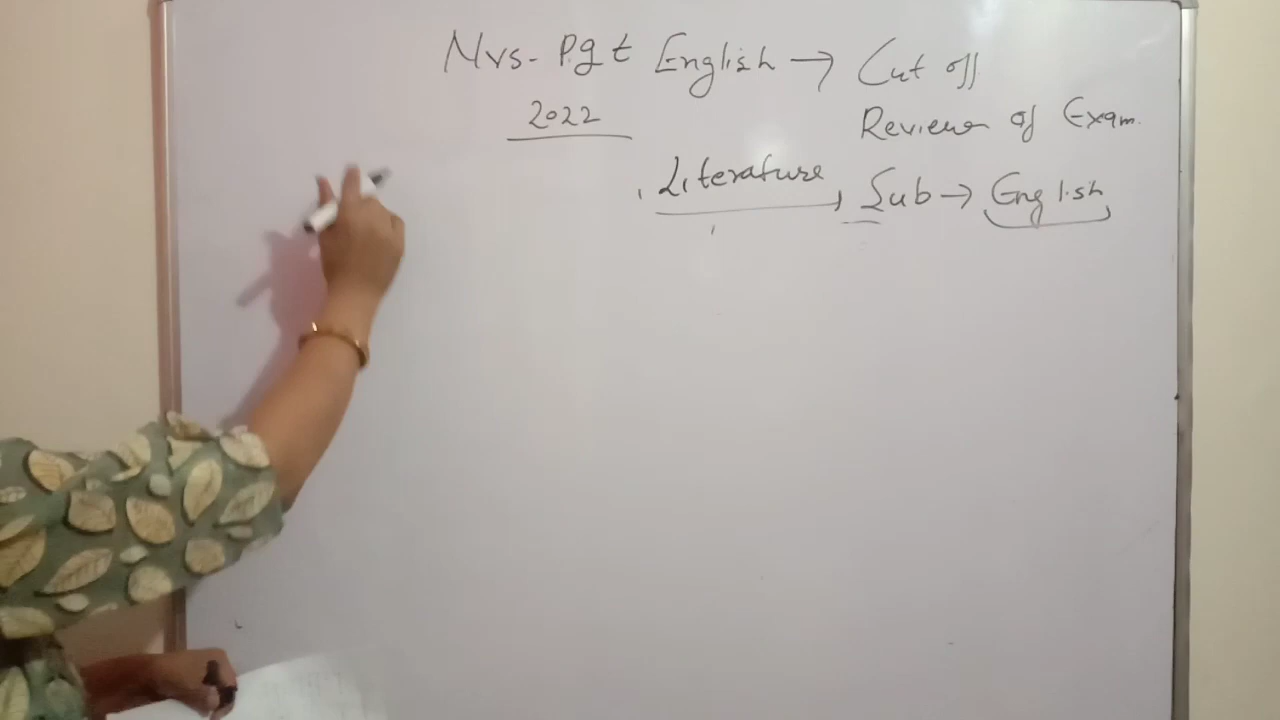 Nvs - Pgt English → Cut off
2022
Review of Exam.
Literature, Sub → English